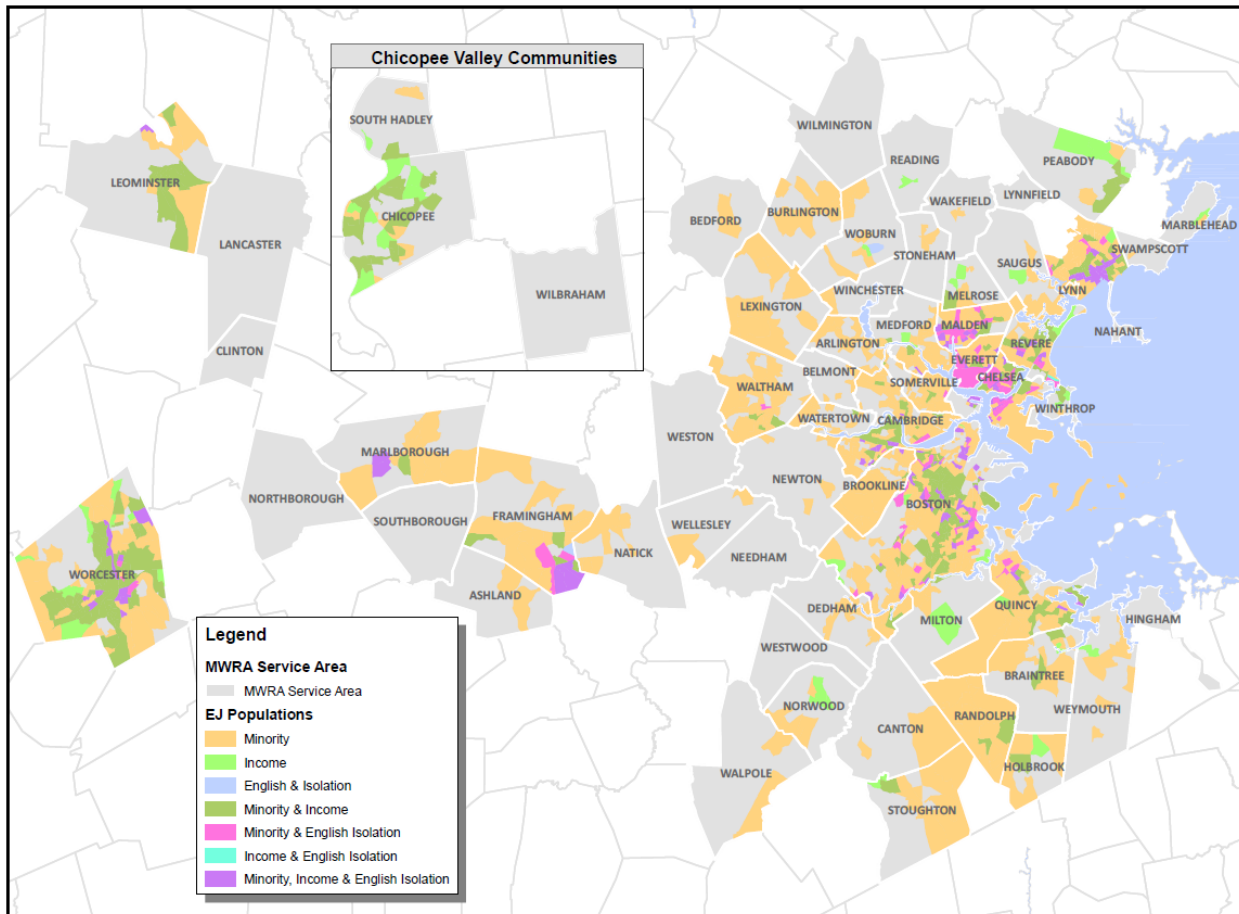 Chicopee Valley Communities
SOUTH HADLEY
CHICOPEE
WILBRAHAM
LEOMINSTER
LANCASTER
CLINTON
WILMINGTON
READING
PEABODY
LYNNFIELD
WAKEFIELD
MARBLEHEAD
BEDFORD
BURLINGTON
WOBURN
STONEHAM
SAUGUS
SWAMPSCOTT
LYNN
LEXINGTON
WINCHESTER
MELROSE
NAHANT
MEDFORD
MALDEN
ARLINGTON
REVERE
EVERETT
BELMONT
CHELSEA
SOMERVILLE
WALTHAM
WINTHROP
WATERTOWN
CAMBRIDGE
WESTON
MARLBOROUGH
NORTHBOROUGH
NEWTON
BROOKLINE
BOSTON
SOUTHBOROUGH
FRAMINGHAM
WELLESLEY
NATICK
NEEDHAM
WORCESTER
ASHLAND
DEDHAM
QUINCY
MILTON
HINGHAM
WESTWOOD
BRAINTREE
NORWOOD
WEYMOUTH
RANDOLPH
CANTON
HOLBROOK
WALPOLE
STOUGHTON
Legend
MWRA Service Area
MWRA Service Area
EJ Populations
Minority
Income
English & Isolation
Minority & Income
Minority & English Isolation
Income & English Isolation
Minority, Income & English Isolation